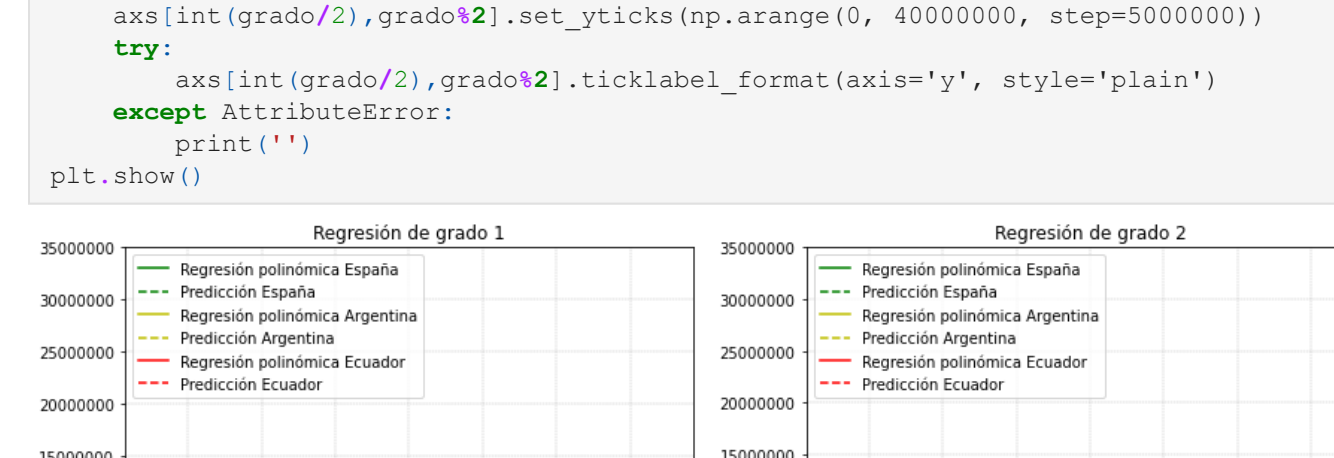 axs[int(grado/2),grado%2].set_yticks(np.arange(0, 40000000, step=5000000))
try:
axs[int(grado/2),grado%2].ticklabel_format(axis='y', style='plain')
except AttributeError:
print('')
plt.show()
Regresión de grado 1
35000000
30000000
25000000
20000000
15000000
Regresión polinómica España
Predicción España
Regresión polinómica Argentina
Predicción Argentina
Regresión polinómica Ecuador
Predicción Ecuador
Regresión de grado 2
35000000
30000000
25000000
20000000
15000000
Regresión polinómica España
Predicción España
Regresión polinómica Argentina
Predicción Argentina
Regresión polinómica Ecuador
Predicción Ecuador